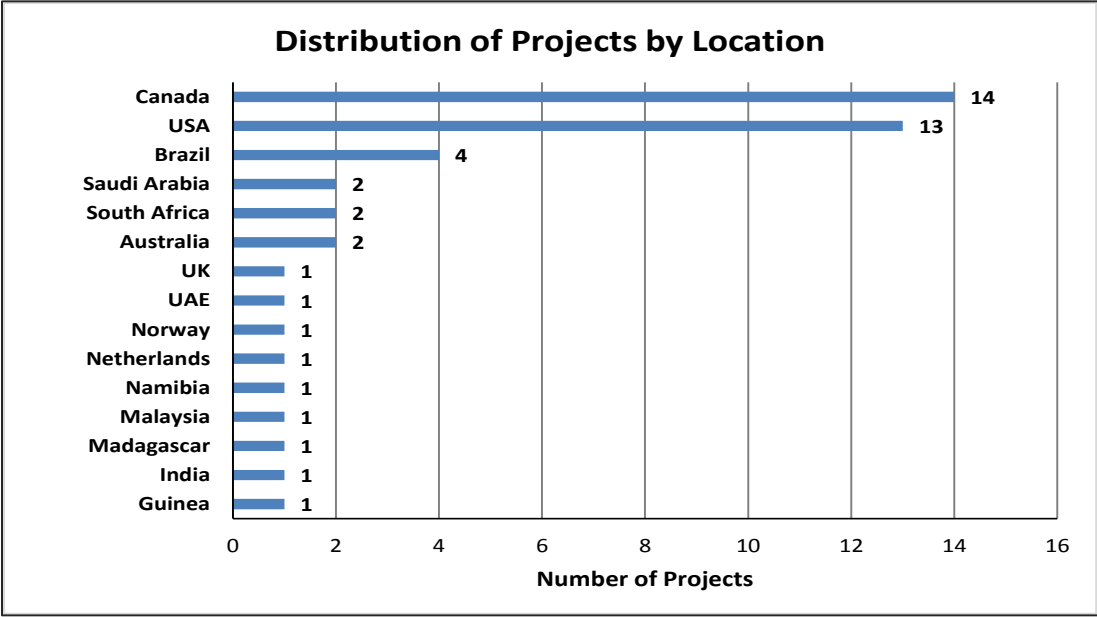 Distribution of Projects by Location
Canada 14
USA 13
Brazil 4
Saudi Arabia 2
South Africa 2
Australia 2
UK 1
UAE 1
Norway 1
Netherlands 1
Namibia 1
Malaysia 1
Madagascar 1
India 1
Guinea 1
0 2 4 6 8 10 12 14 16
Number of Projects